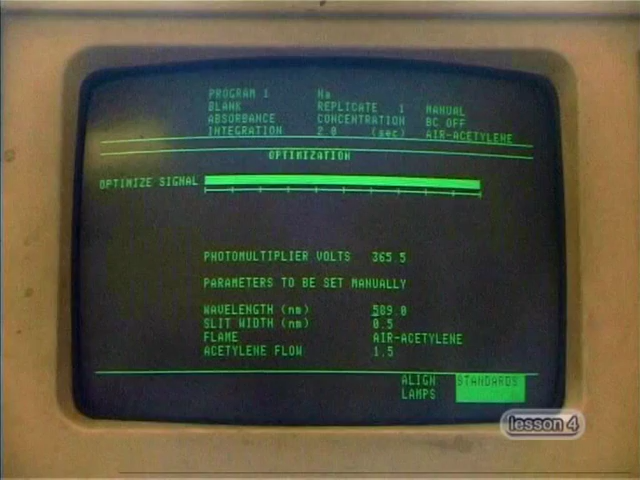 PROGRAM 1 Na
BLANK REPLICATE 1 MANUAL
ABSORBANCE CONCENTRATION BC OFF
INTEGRATION 2.0 (sec) AIR-ACETYLENE
OPTIMIZATION
OPTIMIZE SIGNAL
PHOTOMULTIPLIER VOLTS 365.5
PARAMETERS TO BE SET MANUALLY
WAVELENGTH (nm) 589.0
SLIT WIDTH (nm) 0.5
FLAME AIR-ACETYLENE
ACETYLENE FLOW 1.5
ALIGN STANDARDS
LAMPS
lesson 4